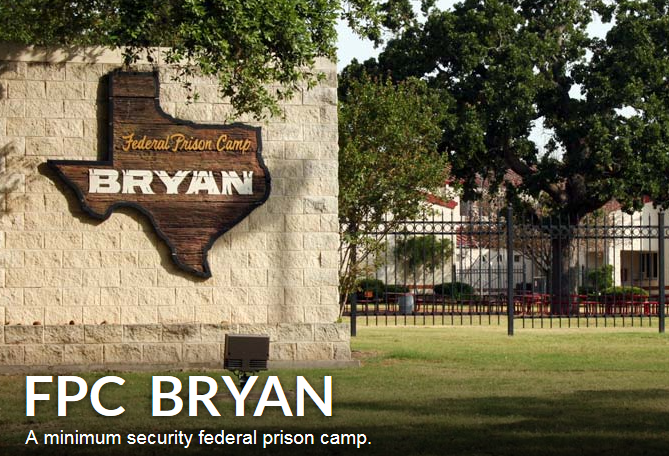 Federal Prison Camp
BRYAN
FPC BRYAN
A minimum security federal prison camp.